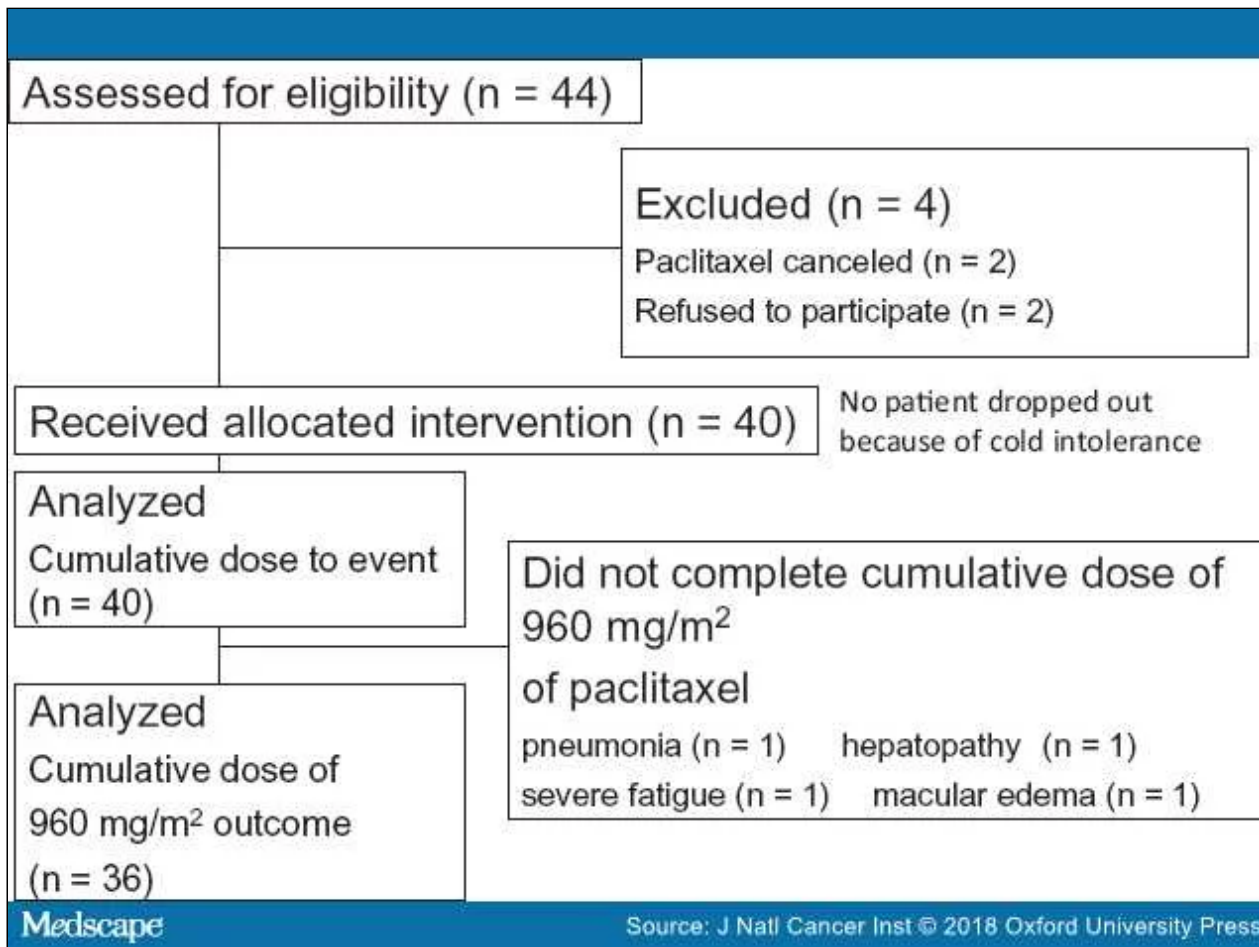 Assessed for eligibility (n = 44)
Excluded (n = 4)
Paclitaxel canceled (n = 2)
Refused to participate (n = 2)
Received allocated intervention (n = 40)
No patient dropped out
because of cold intolerance
Analyzed
Cumulative dose to event
(n = 40)
Did not complete cumulative dose of
960 mg/m²
of paclitaxel
pneumonia (n = 1) hepatopathy (n = 1)
severe fatigue (n = 1) macular edema (n = 1)
Analyzed
Cumulative dose of
960 mg/m² outcome
(n = 36)
Medscape
Source: J Natl Cancer Inst © 2018 Oxford University Press